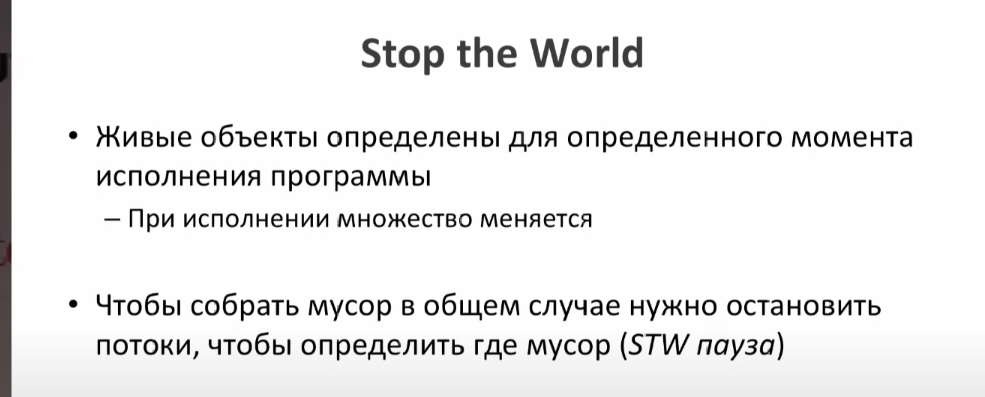 Stop the World
• Живые объекты определены для определенного момента
исполнения программы
– При исполнении множество меняется
• Чтобы собрать мусор в общем случае нужно остановить
потоки, чтобы определить где мусор (STW пауза)